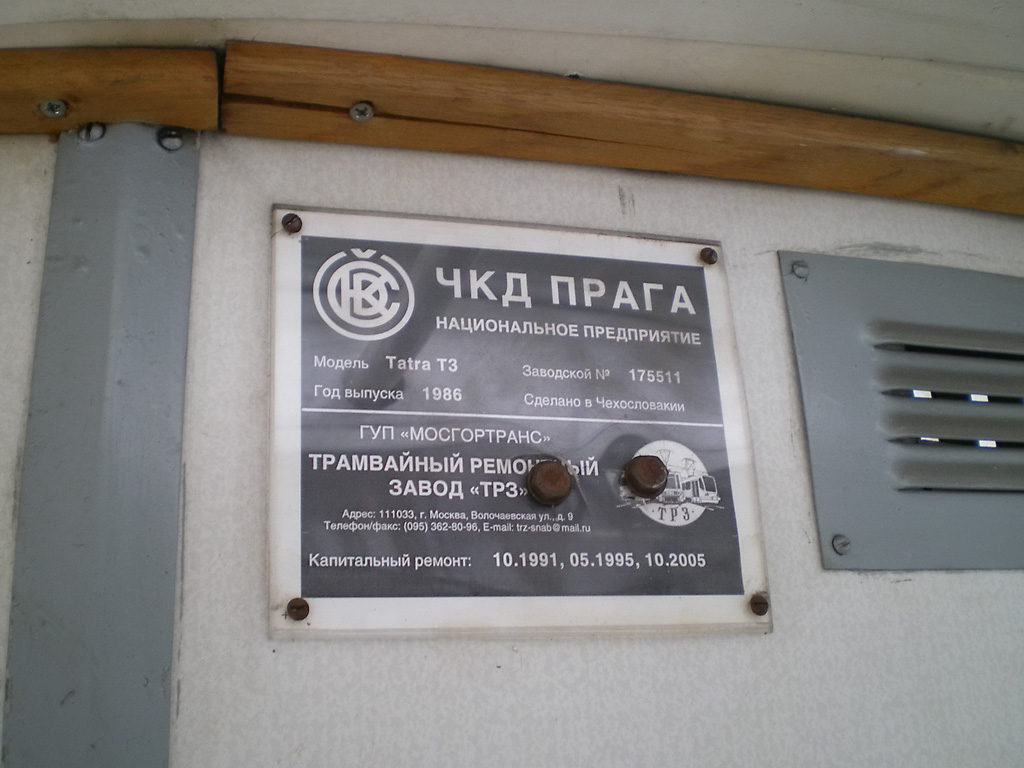 ЧКД ПРАГА
НАЦИОНАЛЬНОЕ ПРЕДПРИЯТИЕ
Модель Tatra T3 Заводской № 175511
Год выпуска 1986 Сделано в Чехословакии
ГУП «МОСГОРТРАНС»
ТРАМВАЙНЫЙ
ЗАВОД «ТРЗ»
ТРЗ
Адрес: 111033, г. Москва, Волочаевская ул., д. 9
Телефон/факс: (095) 362-80-96, E-mail: trz-snab@mail.ru
Капитальный ремонт: 10.1991, 05.1995, 10.2005